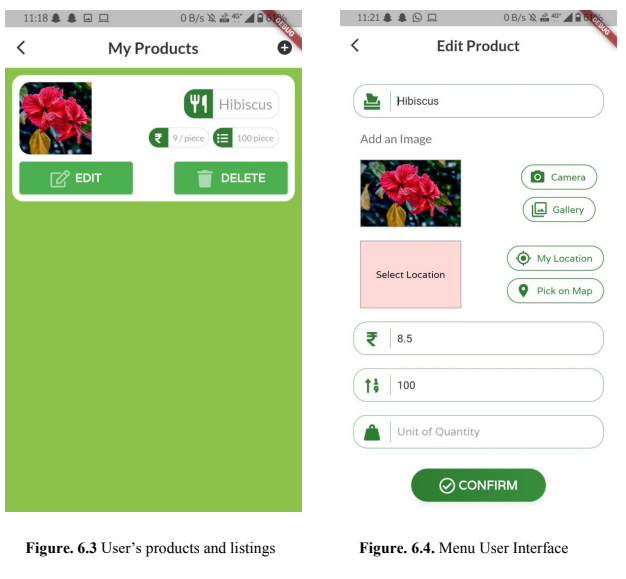 11:18 0 B/s 4G
DEBUG
My Products
Hibiscus
9 / piece 100 piece
EDIT DELETE
Figure. 6.3 User's products and listings
11:21 0 B/s 4G
DEBUG
Edit Product
Hibiscus
Add an Image
Camera
Gallery
Select Location
My Location
Pick on Map
₹ 8.5
100
Unit of Quantity
CONFIRM
Figure. 6.4. Menu User Interface